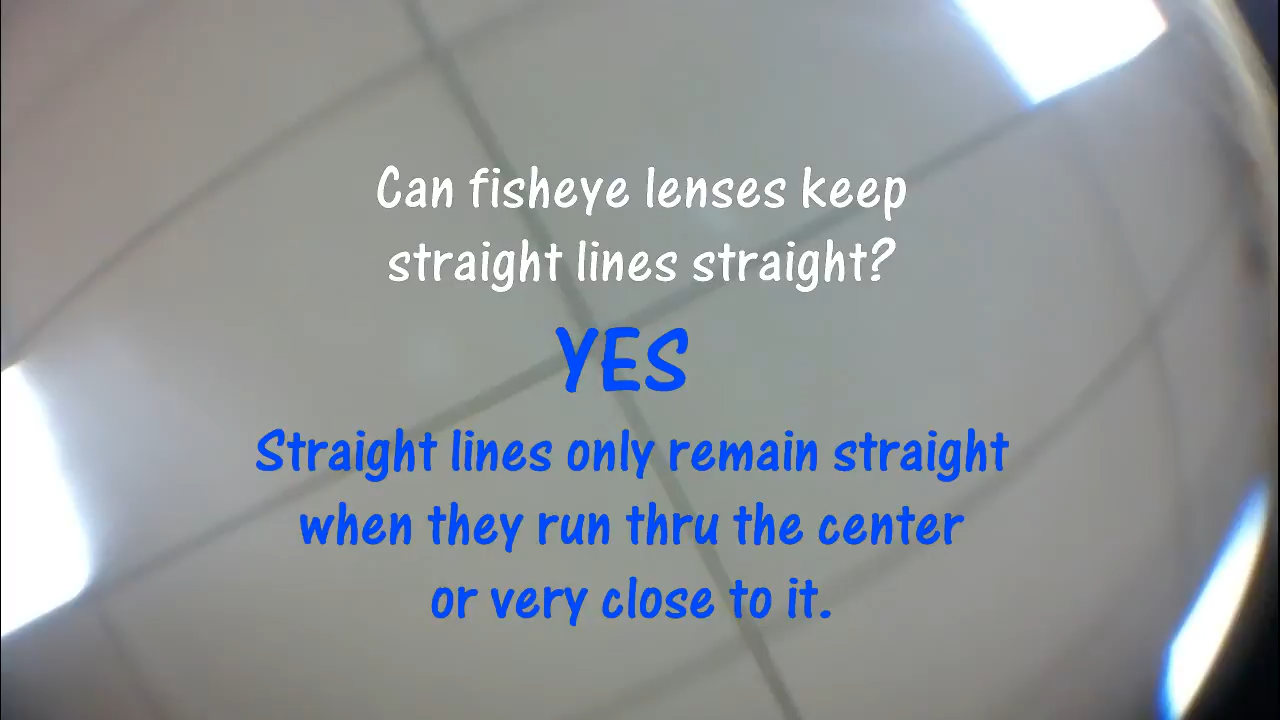 Can fisheye lenses keep
straight lines straight?
YES
Straight lines only remain straight
when they run thru the center
or very close to it.